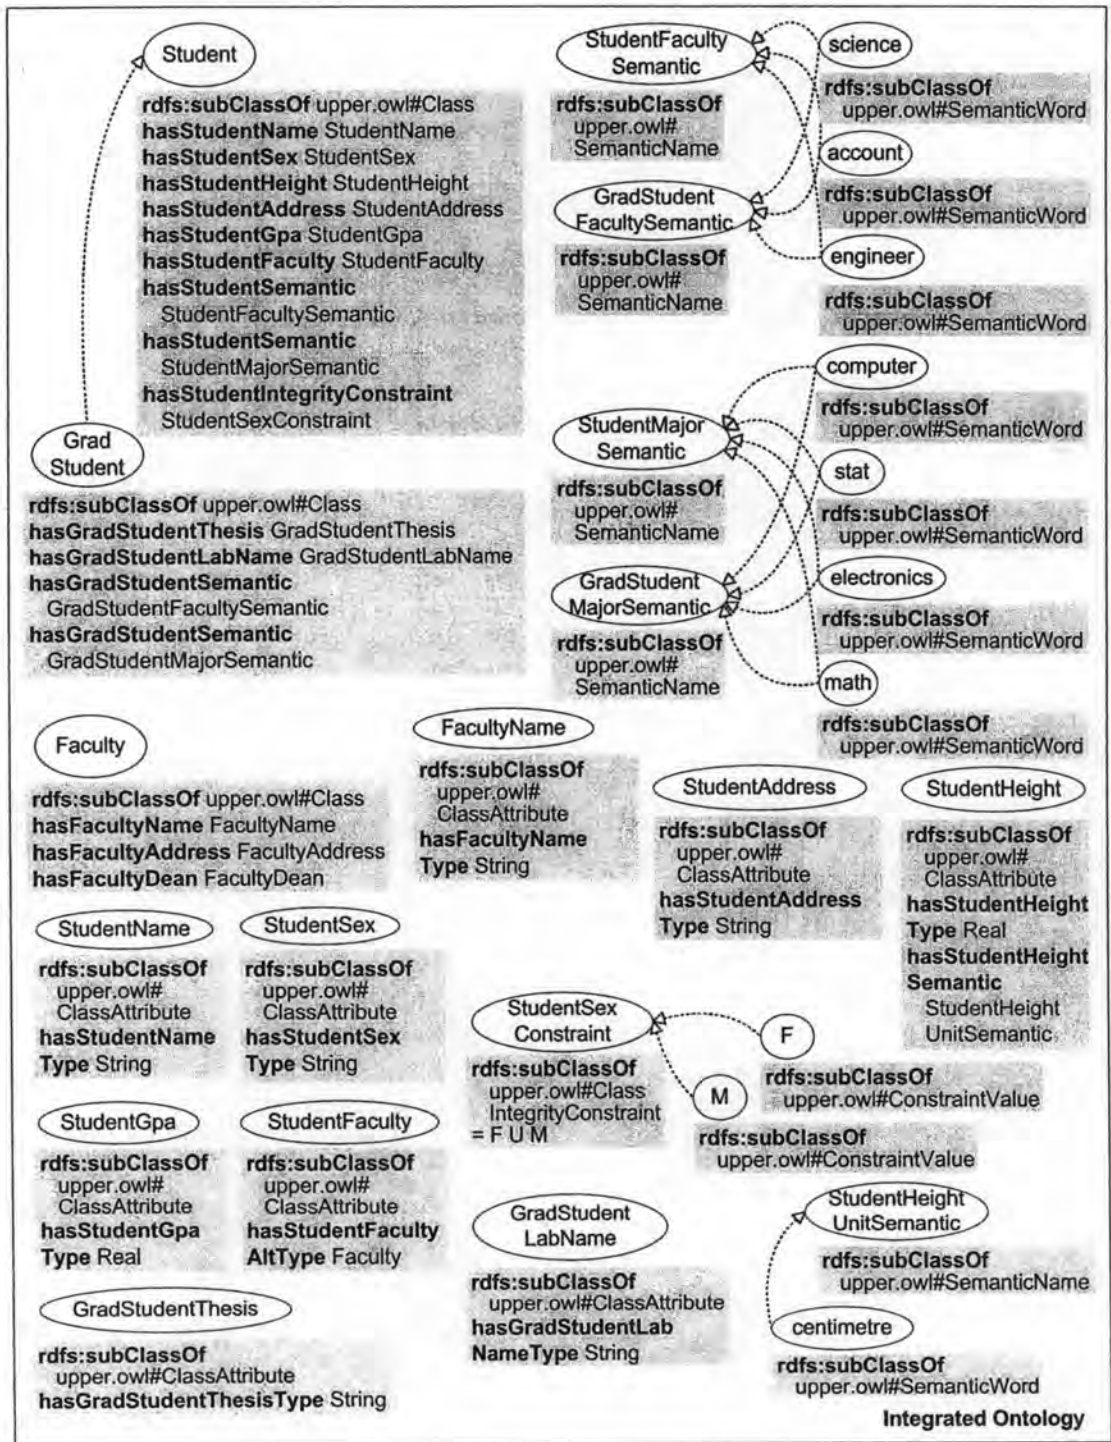 Student
rdfs:subClassOf upper.owl#Class
hasStudentName StudentName
hasStudentSex StudentSex
hasStudentHeight StudentHeight
hasStudentAddress StudentAddress
hasStudentGpa StudentGpa
hasStudentFaculty StudentFaculty
hasStudentSemantic
StudentFacultySemantic
hasStudentSemantic
StudentMajorSemantic
hasStudentIntegrityConstraint
StudentSexConstraint
Grad
Student
rdfs:subClassOf upper.owl#Class
hasGradStudentThesis GradStudentThesis
hasGradStudentLabName GradStudentLabName
hasGradStudentSemantic
GradStudentFacultySemantic
hasGradStudentSemantic
GradStudentMajorSemantic
StudentFaculty
Semantic
rdfs:subClassOf
upper.owl#
SemanticName
GradStudent
FacultySemantic
rdfs:subClassOf
upper.owl#
SemanticName
science
rdfs:subClassOf
upper.owl#SemanticWord
account
rdfs:subClassOf
upper.owl#SemanticWord
engineer
rdfs:subClassOf
upper.owl#SemanticWord
StudentMajor
Semantic
rdfs:subClassOf
upper.owl#
SemanticName
GradStudent
MajorSemantic
rdfs:subClassOf
upper.owl#
SemanticName
computer
rdfs:subClassOf
upper.owl#SemanticWord
stat
rdfs:subClassOf
upper.owl#SemanticWord
electronics
rdfs:subClassOf
upper.owl#SemanticWord
math
rdfs:subClassOf
upper.owl#SemanticWord
Faculty
rdfs:subClassOf upper.owl#Class
hasFacultyName FacultyName
hasFacultyAddress FacultyAddress
hasFacultyDean FacultyDean
FacultyName
rdfs:subClassOf
upper.owl#
ClassAttribute
hasFacultyName
Type String
StudentAddress
rdfs:subClassOf
upper.owl#
ClassAttribute
hasStudentAddress
Type String
StudentHeight
rdfs:subClassOf
upper.owl#
ClassAttribute
hasStudentHeight
Type Real
hasStudentHeight
Semantic
StudentHeight
UnitSemantic
StudentName
rdfs:subClassOf
upper.owl#
ClassAttribute
hasStudentName
Type String
StudentSex
rdfs:subClassOf
upper.owl#
ClassAttribute
hasStudentSex
Type String
StudentSex
Constraint
rdfs:subClassOf
upper.owl#Class
IntegrityConstraint
= F U M
F
rdfs:subClassOf
upper.owl#ConstraintValue
M
rdfs:subClassOf
upper.owl#ConstraintValue
StudentGpa
rdfs:subClassOf
upper.owl#
ClassAttribute
hasStudentGpa
Type Real
StudentFaculty
rdfs:subClassOf
upper.owl#
ClassAttribute
hasStudentFaculty
AltType Faculty
GradStudent
LabName
rdfs:subClassOf
upper.owl#ClassAttribute
hasGradStudentLab
NameType String
StudentHeight
UnitSemantic
rdfs:subClassOf
upper.owl#SemanticName
centimetre
rdfs:subClassOf
upper.owl#SemanticWord
GradStudentThesis
rdfs:subClassOf
upper.owl#ClassAttribute
hasGradStudentThesisType String
Integrated Ontology